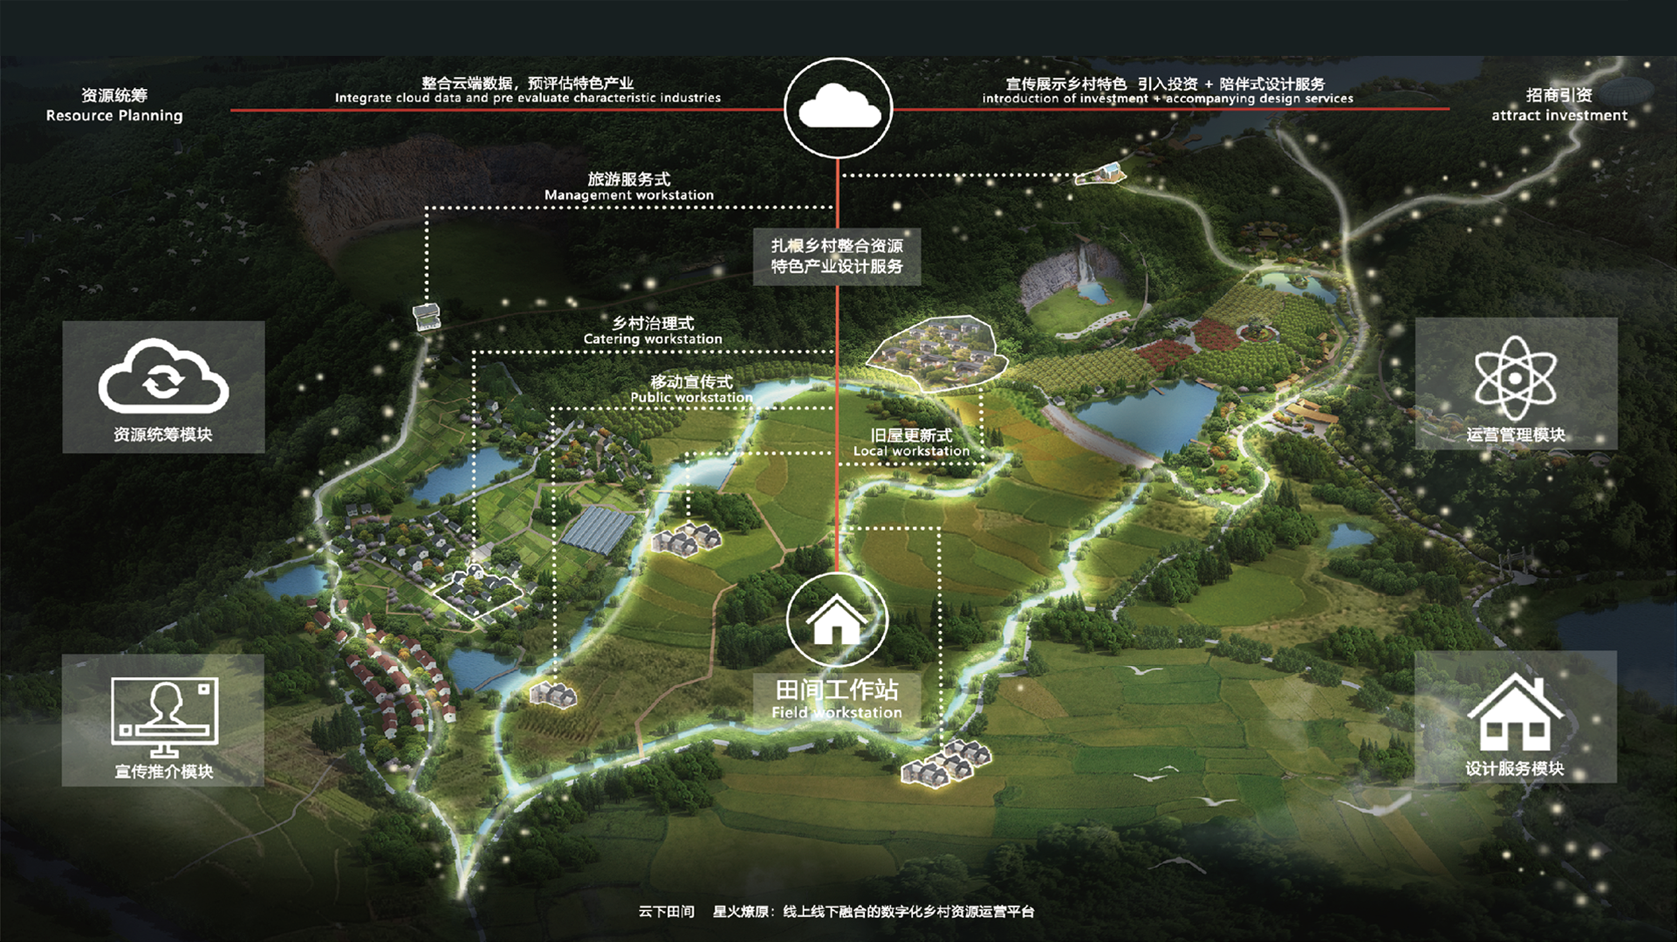 资源统筹
Resource Planning
整合云端数据，预评估特色产业
Integrate cloud data and pre evaluate characteristic industries
宣传展示乡村特色 引入投资 + 陪伴式设计服务
introduction of investment + accompanying design services
招商引资
attract investment
旅游服务式
Management workstation
扎根乡村整合资源
特色产业设计服务
乡村治理式
Catering workstation
移动宣传式
Public workstation
旧屋更新式
Local workstation
资源统筹模块
运营管理模块
田间工作站
Field workstation
宣传推介模块
设计服务模块
云下田间 星火燎原：线上线下融合的数字化乡村资源运营平台